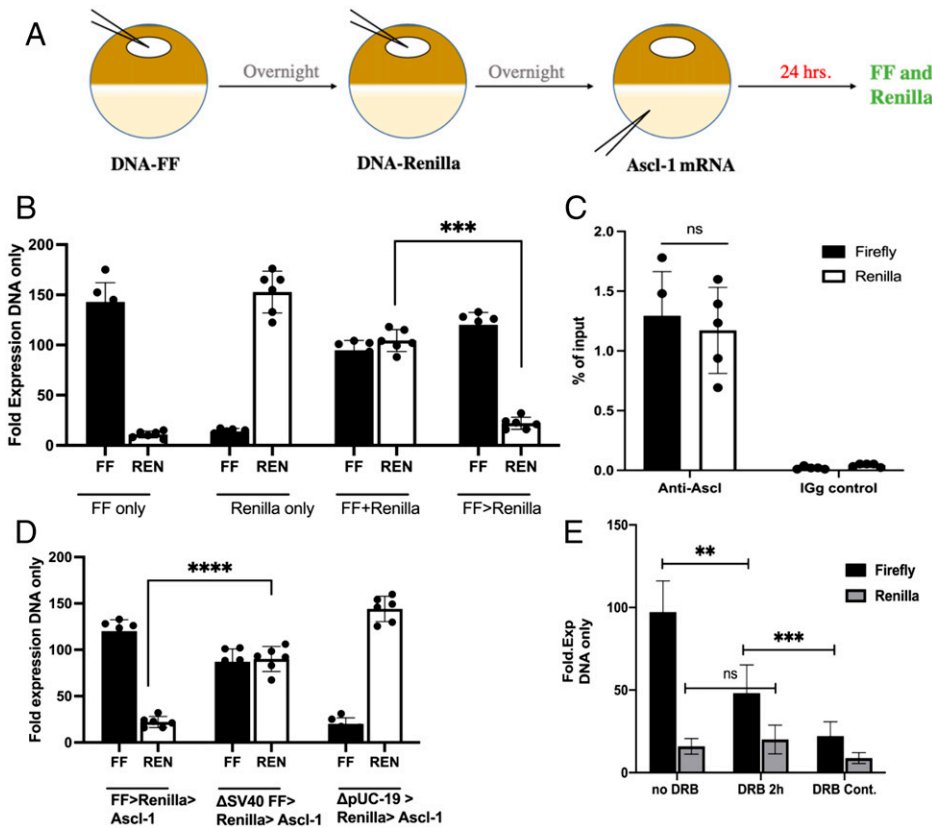 A
Overnight
Overnight
24 hrs.
FF and
Renilla
DNA-FF
DNA-Renilla
Ascl-1 mRNA
B
Fold Expression DNA only
200
150
100
50
0
***
FF REN FF REN FF REN FF REN
FF only Renilla only FF+Renilla FF>Renilla
C
% of input
2.0
1.5
1.0
0.5
0.0
ns
Firefly
Renilla
Anti-Ascl IGg control
D
Fold expression DNA only
200
150
100
50
0
****
FF REN FF REN FF REN
FF>Renilla> ΔSV40 FF> ΔpUC-19 >
Ascl-1 Renilla> Ascl-1 Renilla> Ascl-1
E
Fold.Exp
DNA only
150
100
50
0
**
***
ns
Firefly
Renilla
no DRB DRB 2h DRB Cont.